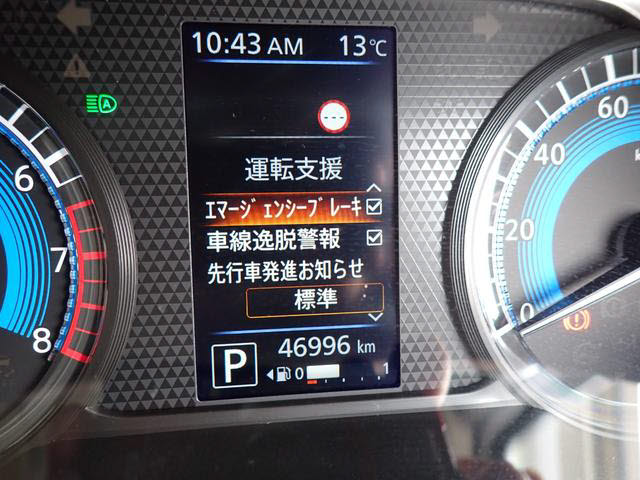 10:43 AM 13℃
---
運転支援
エマージェンシーブレーキ
車線逸脱警報
先行車発進お知らせ
標準
P 46996 km
0 1
A
6
7
8
60
40
20
0